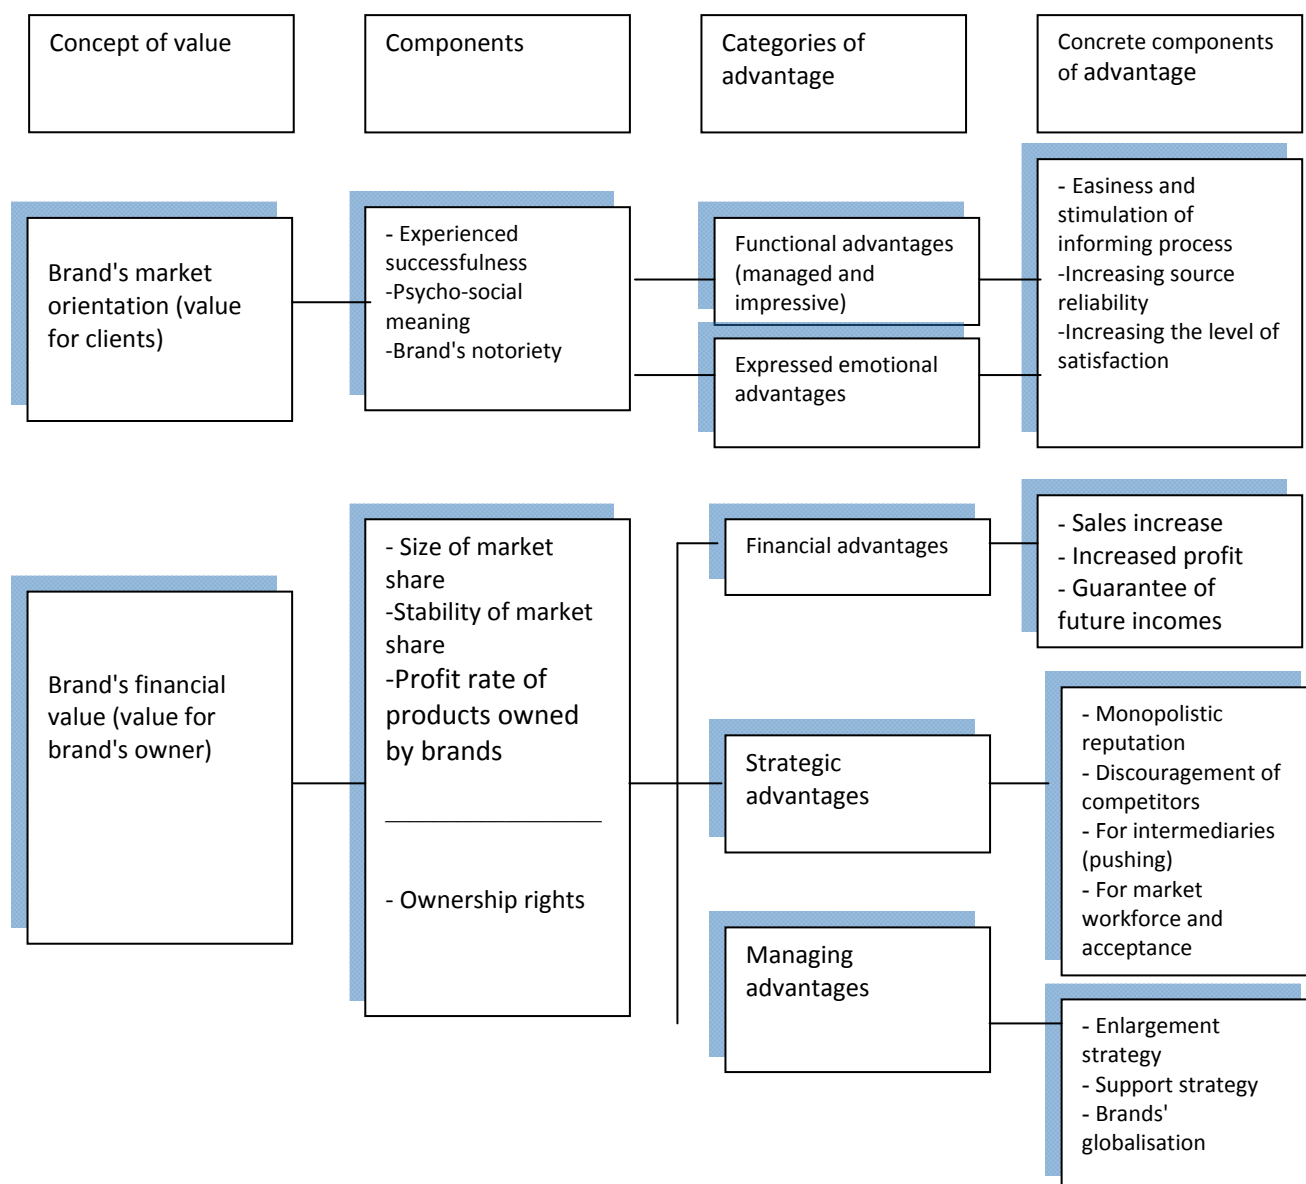 Concept of value
Components
Categories of
advantage
Concrete components
of advantage
Brand's market
orientation (value
for clients)
- Experienced
successfulness
-Psycho-social
meaning
-Brand's notoriety
Functional advantages
(managed and
impressive)
Expressed emotional
advantages
- Easiness and
stimulation of
informing process
-Increasing source
reliability
-Increasing the level of
satisfaction
Brand's financial
value (value for
brand's owner)
- Size of market
share
-Stability of market
share
-Profit rate of
products owned
by brands
- Ownership rights
Financial advantages
- Sales increase
- Increased profit
- Guarantee of
future incomes
Strategic
advantages
- Monopolistic
reputation
- Discouragement of
competitors
- For intermediaries
(pushing)
- For market
workforce and
acceptance
Managing
advantages
- Enlargement
strategy
- Support strategy
- Brands'
globalisation